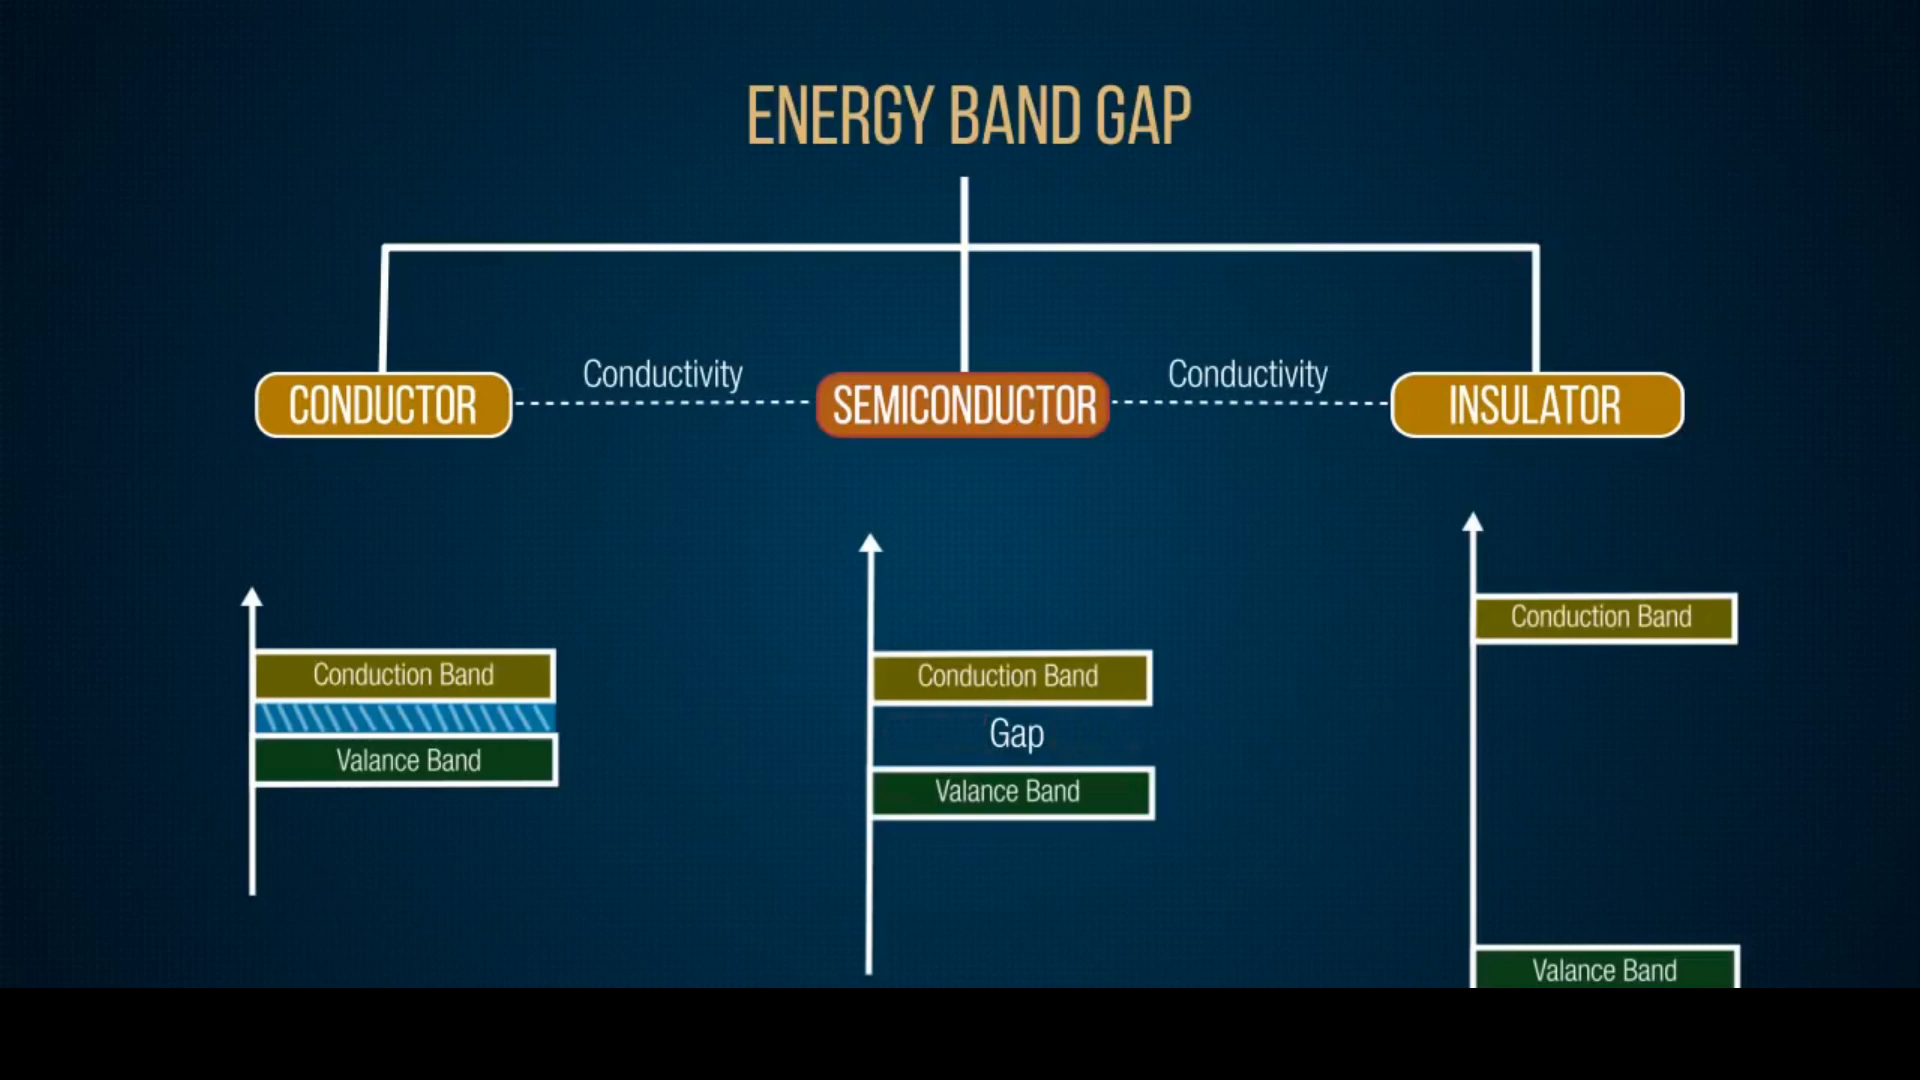 ENERGY BAND GAP
Conductivity
Conductivity
CONDUCTOR
SEMICONDUCTOR
INSULATOR
Conduction Band
Valance Band
Conduction Band
Gap
Valance Band
Conduction Band
Valance Band